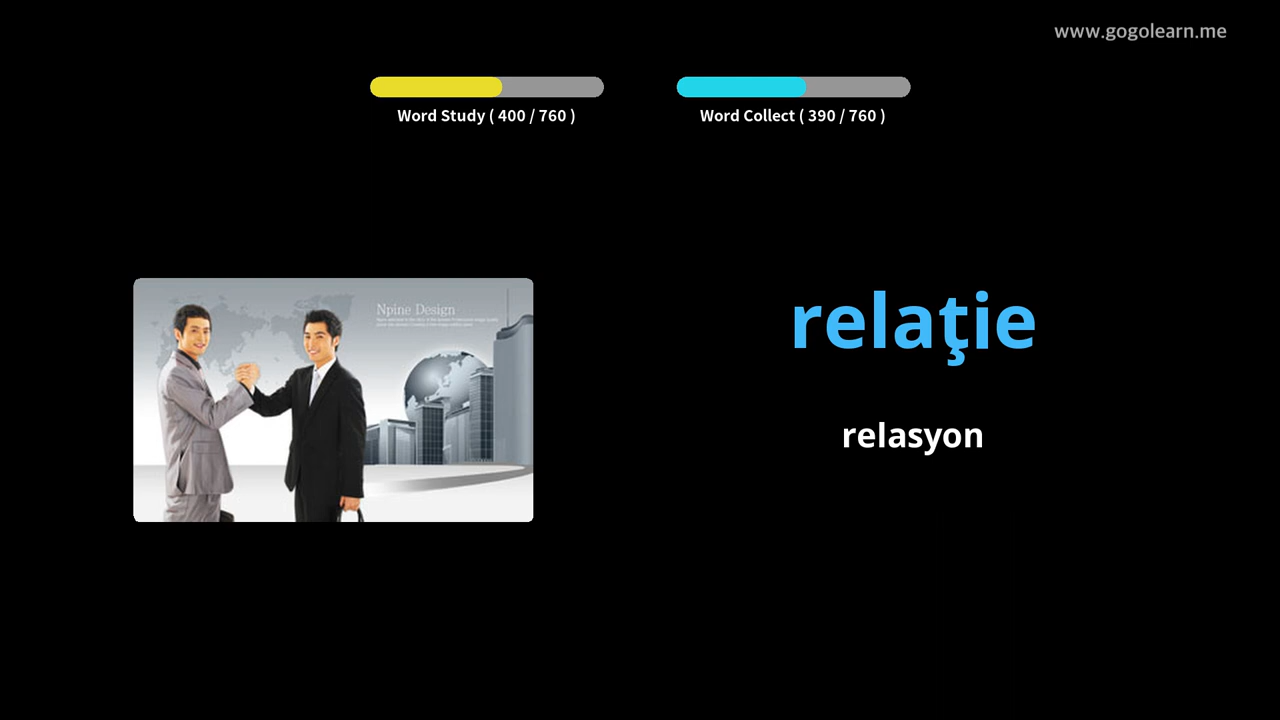 www.gogolearn.me
Word Study ( 400 / 760 )
Word Collect ( 390 / 760 )
Npine Design
relaţie
relasyon